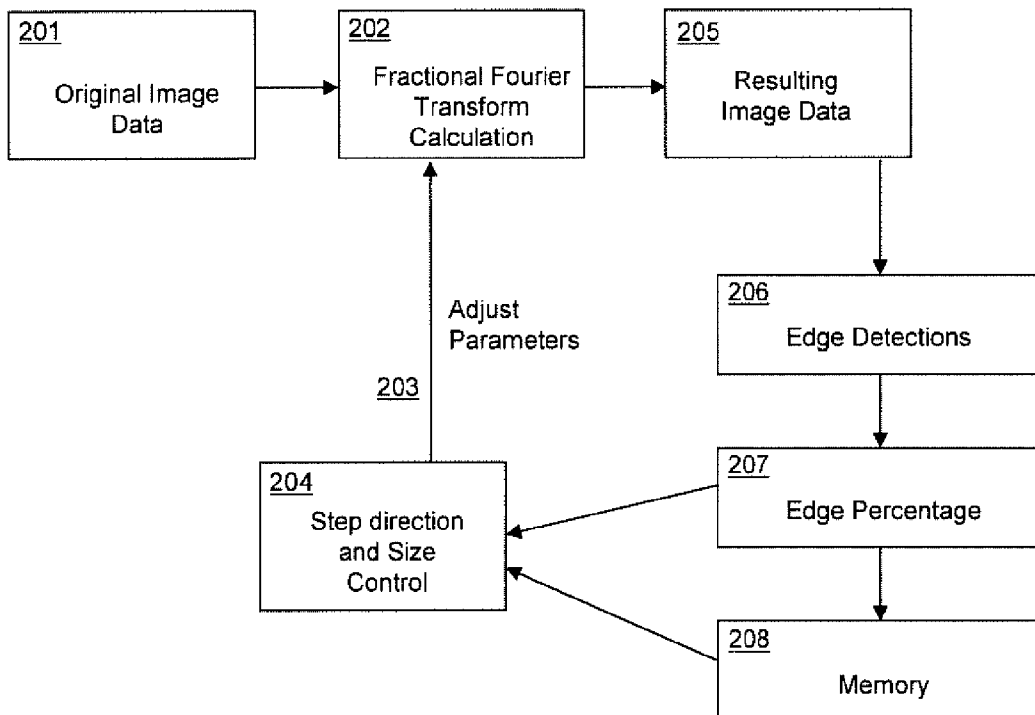 201
Original Image
Data
202
Fractional Fourier
Transform
Calculation
205
Resulting
Image Data
206
Edge Detections
Adjust
Parameters
203
207
Edge Percentage
204
Step direction
and Size
Control
208
Memory